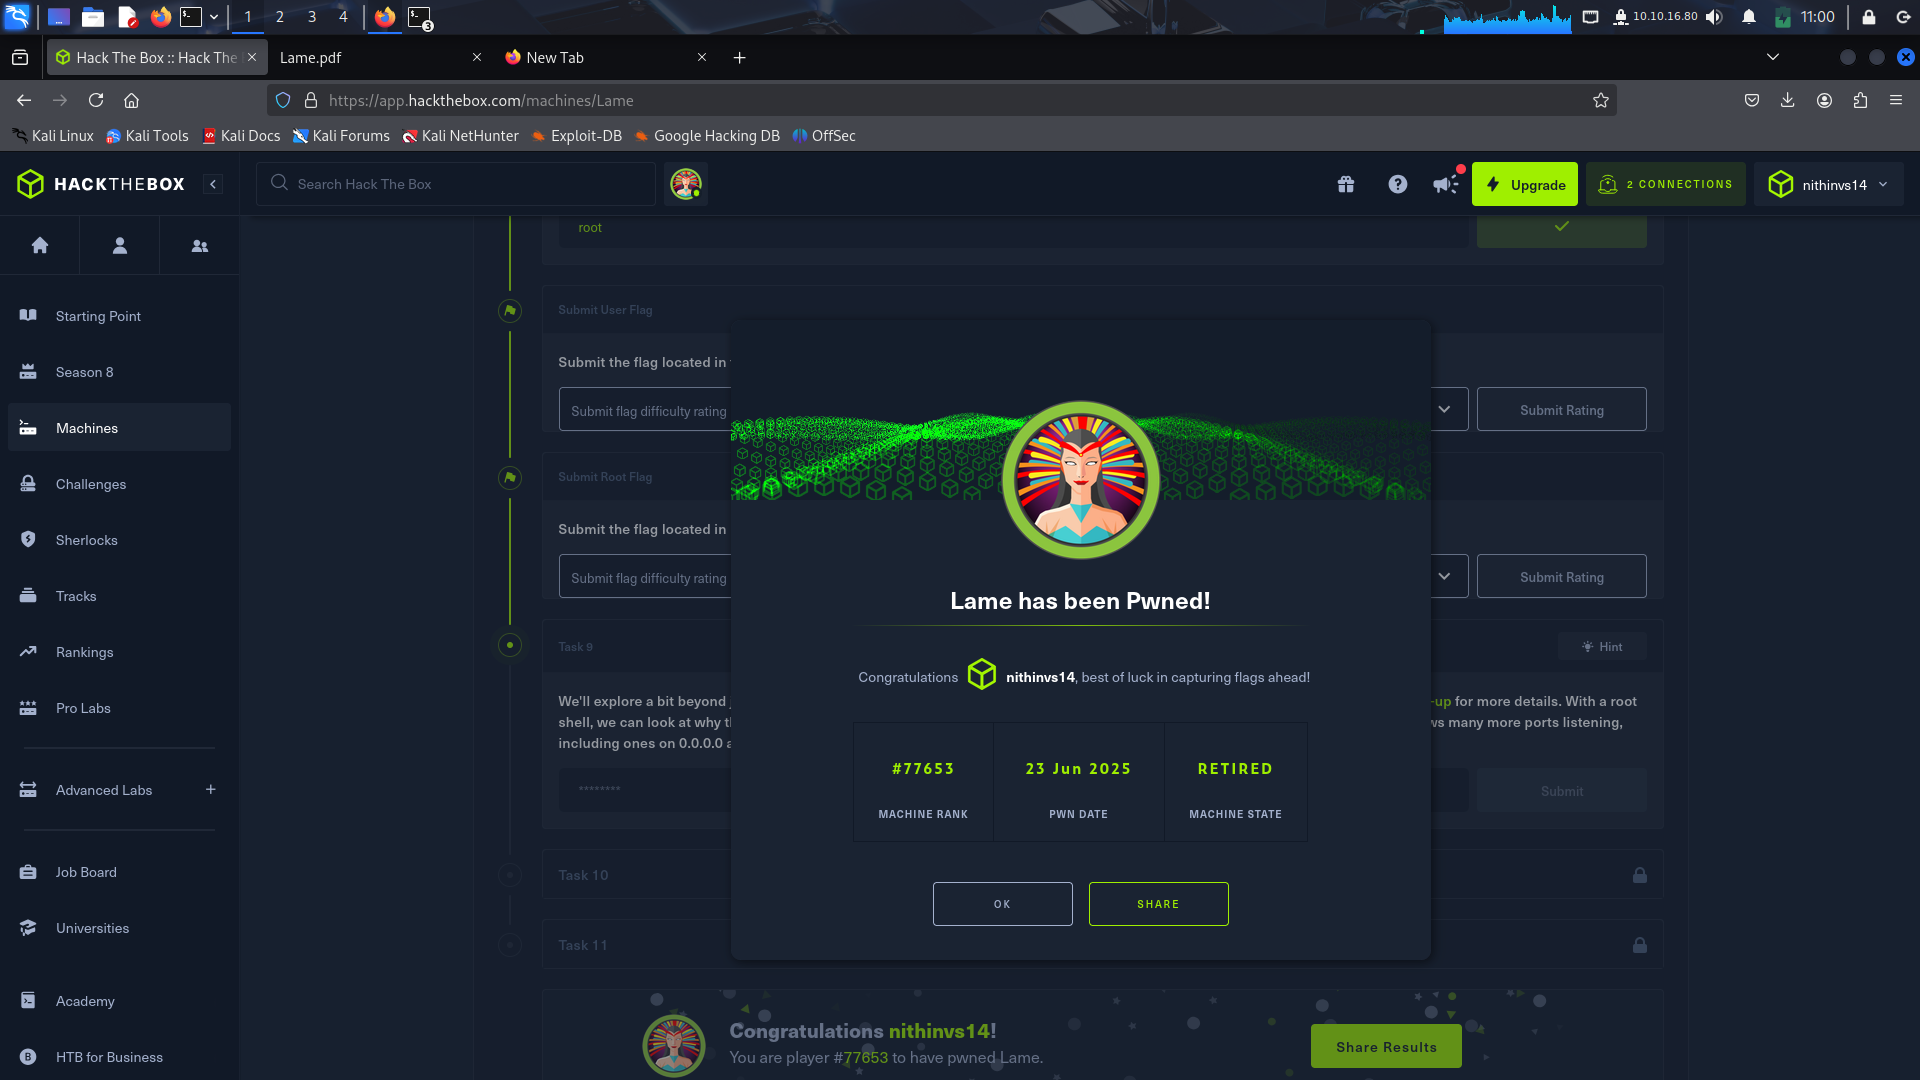 1 2 3 4 3 10.10.16.80 11:00
Hack The Box :: Hack The Lame.pdf New Tab
https://app.hackthebox.com/machines/Lame
Kali Linux Kali Tools Kali Docs Kali Forums Kali NetHunter Exploit-DB Google Hacking DB OffSec
HACKTHEBOX Search Hack The Box Upgrade 2 CONNECTIONS nithinvs14
root
Submit User Flag
Submit the flag located in
Submit flag difficulty rating Submit Rating
Submit Root Flag
Submit the flag located in
Submit flag difficulty rating Submit Rating
Task 9 Hint
We'll explore a bit beyond -up for more details. With a root
shell, we can look at why many more ports listening,
including ones on 0.0.0.0
******** Submit
Task 10
Task 11
Congratulations nithinvs14!
You are player #77653 to have pwned Lame.
Share Results
Starting Point
Season 8
Machines
Challenges
Sherlocks
Tracks
Rankings
Pro Labs
Advanced Labs +
Job Board
Universities
Academy
HTB for Business
Lame has been Pwned!
Congratulations nithinvs14, best of luck in capturing flags ahead!
#77653 23 Jun 2025 RETIRED
MACHINE RANK PWN DATE MACHINE STATE
OK SHARE